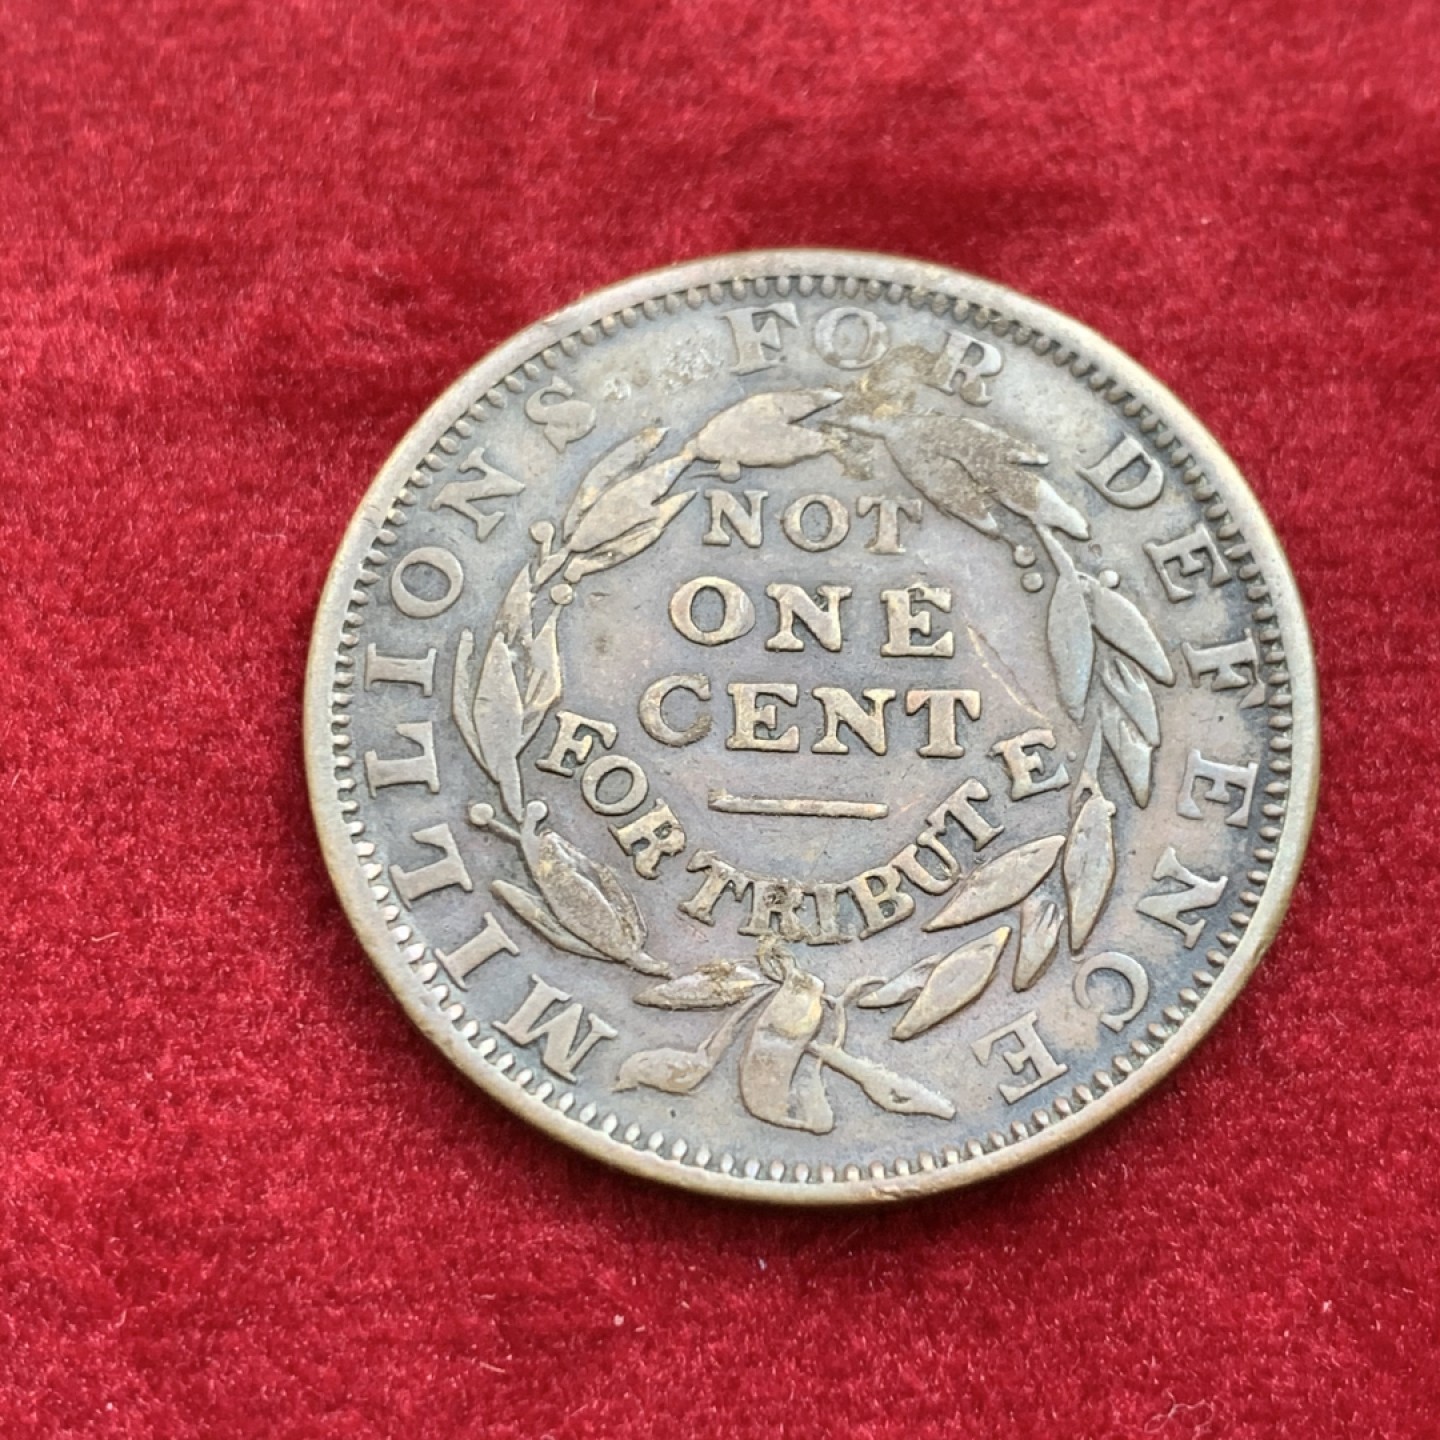 MILLIONS FOR DEFENCE
NOT
ONE
CENT
FOR TRIBUTE